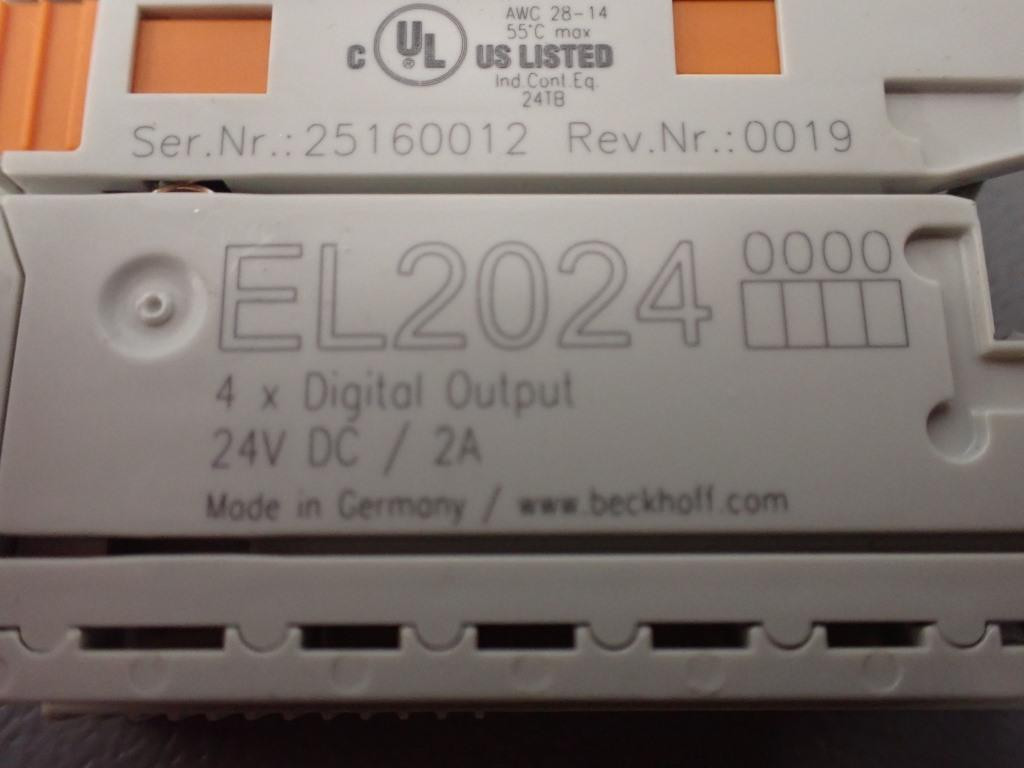 AWC 28-14
55°C max
C UL ® US LISTED
Ind.Cont.Eq.
24TB
Ser.Nr.:25160012 Rev.Nr.:0019
EL2024 0000
4 x Digital Output
24V DC / 2A
Made in Germany / www.beckhoff.com